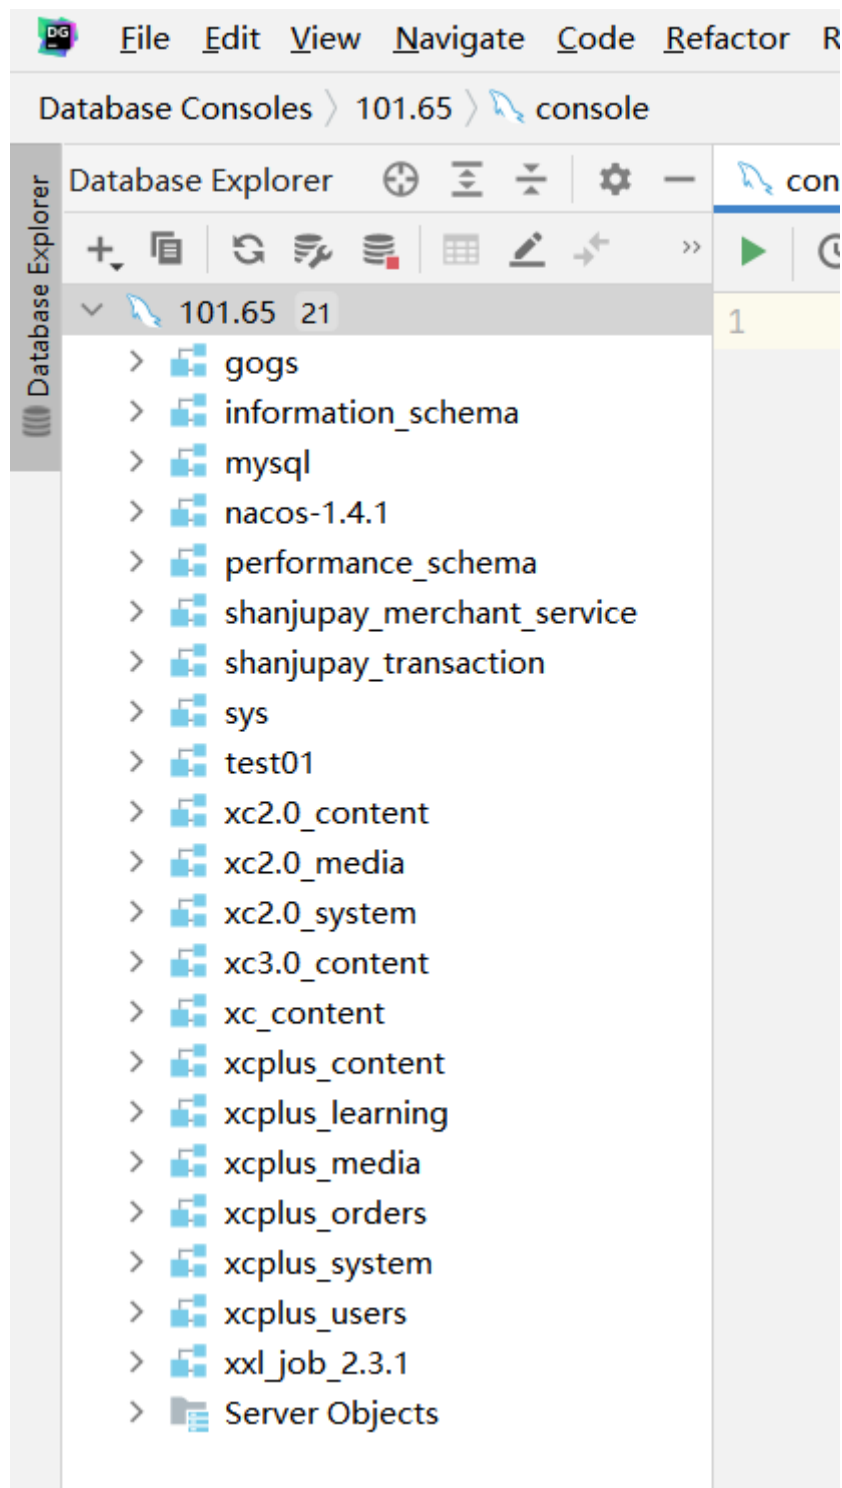 DG
File Edit View Navigate Code Refactor R
Database Consoles 101.65 console
Database Explorer
Database Explorer
con
101.65 21
1
gogs
information_schema
mysql
nacos-1.4.1
performance_schema
shanjupay_merchant_service
shanjupay_transaction
sys
test01
xc2.0_content
xc2.0_media
xc2.0_system
xc3.0_content
xc_content
xcplus_content
xcplus_learning
xcplus_media
xcplus_orders
xcplus_system
xcplus_users
xxl_job_2.3.1
Server Objects